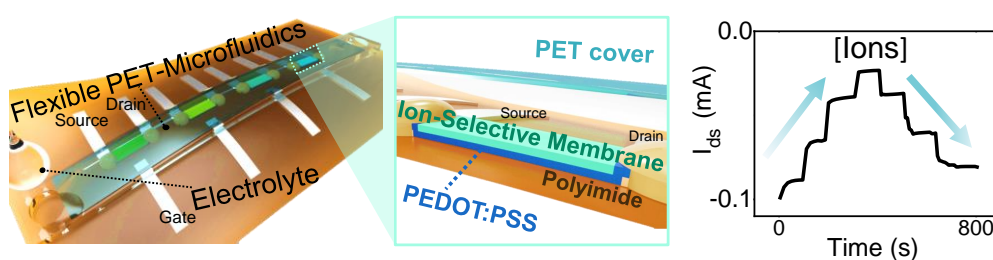 Flexible PET-Microfluidics
Drain
Source
Electrolyte
Gate
PET cover
Source
Drain
Ion-Selective Membrane
Polyimide
PEDOT:PSS
0.0
[Ions]
I_ds (mA)
-0.1
0
800
Time (s)